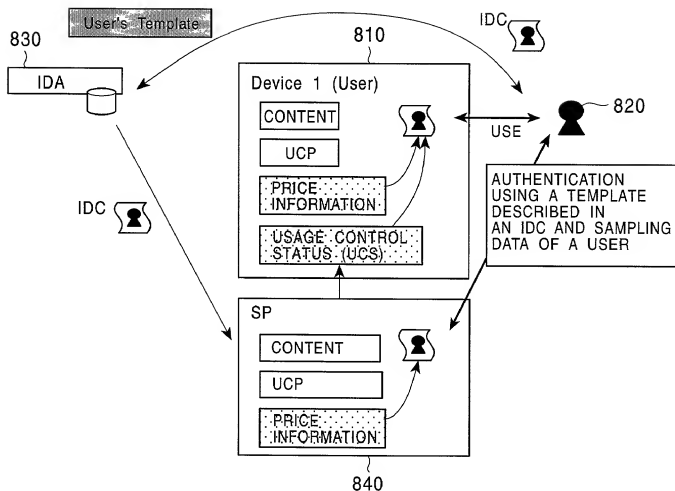 User's Template
IDC
830
810
IDA
Device 1 (User)
820
CONTENT
USE
UCP
PRICE
INFORMATION
AUTHENTICATION
USING A TEMPLATE
DESCRIBED IN
AN IDC AND SAMPLING
DATA OF A USER
IDC
USAGE CONTROL
STATUS (UCS)
SP
CONTENT
UCP
PRICE
INFORMATION
840